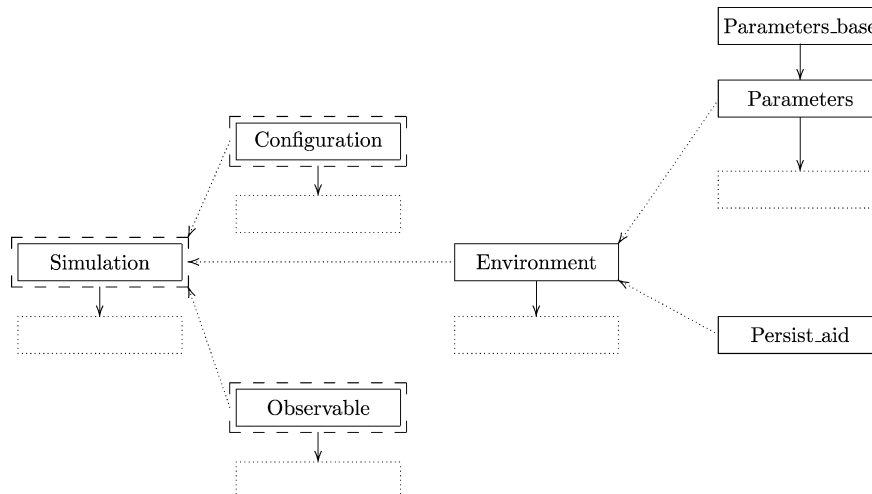 Parameters_base
Parameters
Configuration
Simulation
Environment
Persist_aid
Observable